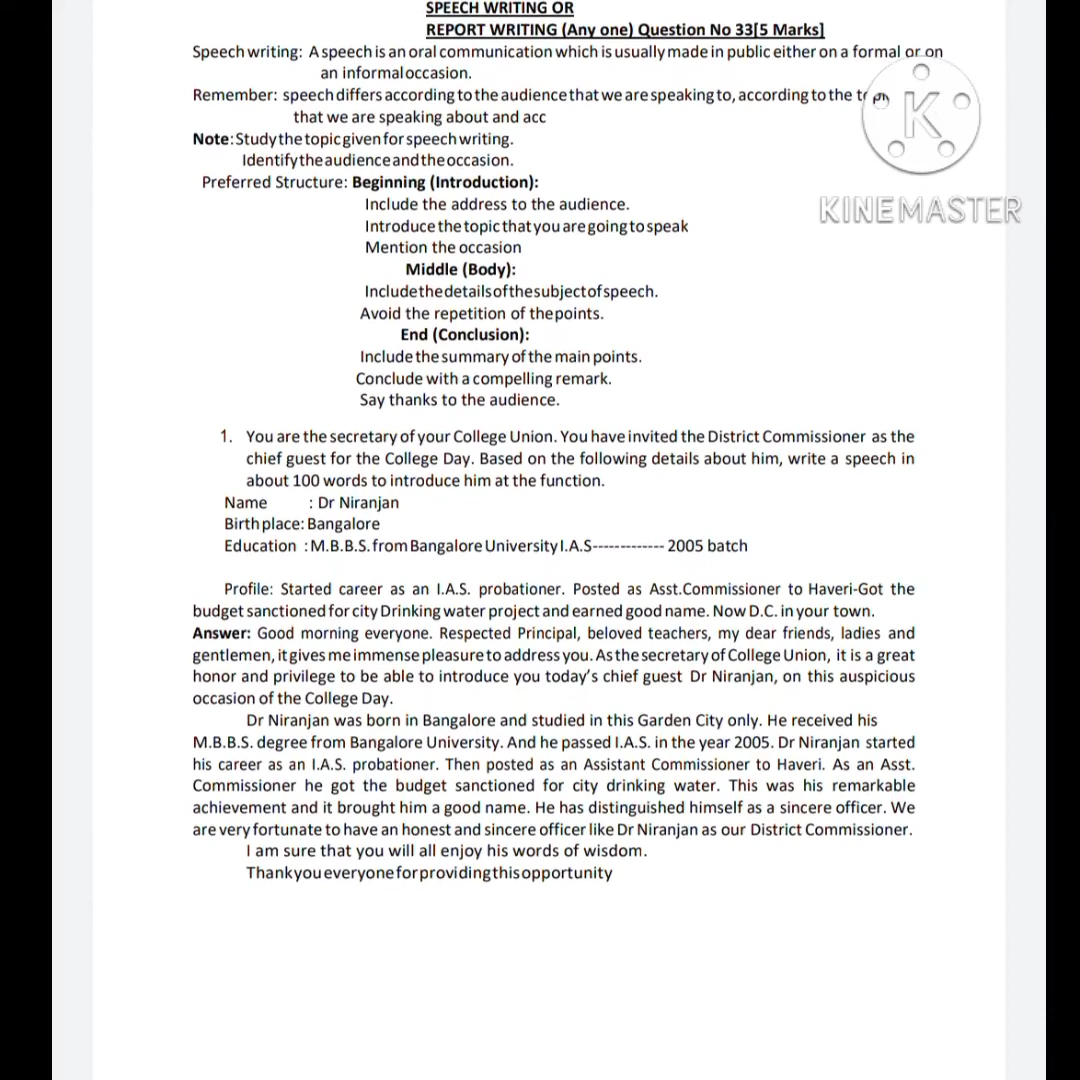 SPEECH WRITING OR
REPORT WRITING (Any one) Question No 33[5 Marks]
Speech writing: A speech is an oral communication which is usually made in public either on a formal or on
an informal occasion.
Remember: speech differs according to the audience that we are speaking to, according to the
that we are speaking about and acc
Note: Study the topic given for speech writing.
Identify the audience and the occasion.
Preferred Structure: Beginning (Introduction):
Include the address to the audience.
Introduce the topic that you are going to speak
Mention the occasion
Middle (Body):
Include the details of the subject of speech.
Avoid the repetition of the points.
End (Conclusion):
Include the summary of the main points.
Conclude with a compelling remark.
Say thanks to the audience.
1. You are the secretary of your College Union. You have invited the District Commissioner as the
chief guest for the College Day. Based on the following details about him, write a speech in
about 100 words to introduce him at the function.
Name : Dr Niranjan
Birth place: Bangalore
Education : M.B.B.S. from Bangalore University I.A.S------------- 2005 batch
Profile: Started career as an I.A.S. probationer. Posted as Asst.Commissioner to Haveri-Got the
budget sanctioned for city Drinking water project and earned good name. Now D.C. in your town.
Answer: Good morning everyone. Respected Principal, beloved teachers, my dear friends, ladies and
gentlemen, it gives me immense pleasure to address you. As the secretary of College Union, it is a great
honor and privilege to be able to introduce you today's chief guest Dr Niranjan, on this auspicious
occasion of the College Day.
Dr Niranjan was born in Bangalore and studied in this Garden City only. He received his
M.B.B.S. degree from Bangalore University. And he passed I.A.S. in the year 2005. Dr Niranjan started
his career as an I.A.S. probationer. Then posted as an Assistant Commissioner to Haveri. As an Asst.
Commissioner he got the budget sanctioned for city drinking water. This was his remarkable
achievement and it brought him a good name. He has distinguished himself as a sincere officer. We
are very fortunate to have an honest and sincere officer like Dr Niranjan as our District Commissioner.
I am sure that you will all enjoy his words of wisdom.
Thank you everyone for providing this opportunity
K
KINEMASTER